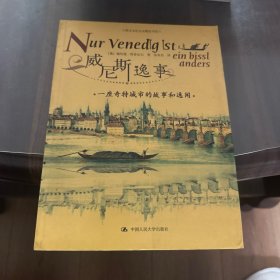 Nur Venedig ist
ein bissl
anders
威尼斯逸事
一座奇特城市的故事和逸闻
中国人民大学出版社